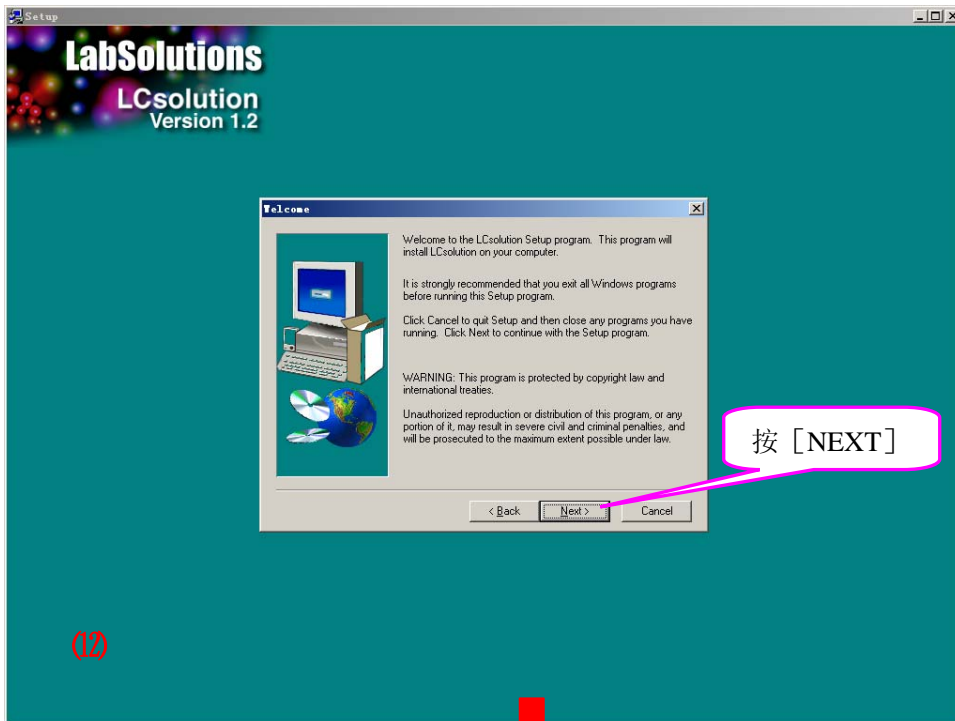 Setup
LabSolutions
LCsolution
Version 1.2
Welcome
Welcome to the LCsolution Setup program. This program will
install LCsolution on your computer.
It is strongly recommended that you exit all Windows programs
before running this Setup program.
Click Cancel to quit Setup and then close any programs you have
running. Click Next to continue with the Setup program.
WARNING: This program is protected by copyright law and
international treaties.
Unauthorized reproduction or distribution of this program, or any
portion of it, may result in severe civil and criminal penalties, and
will be prosecuted to the maximum extent possible under law.
按［NEXT］
< Back
Next >
Cancel
⑿